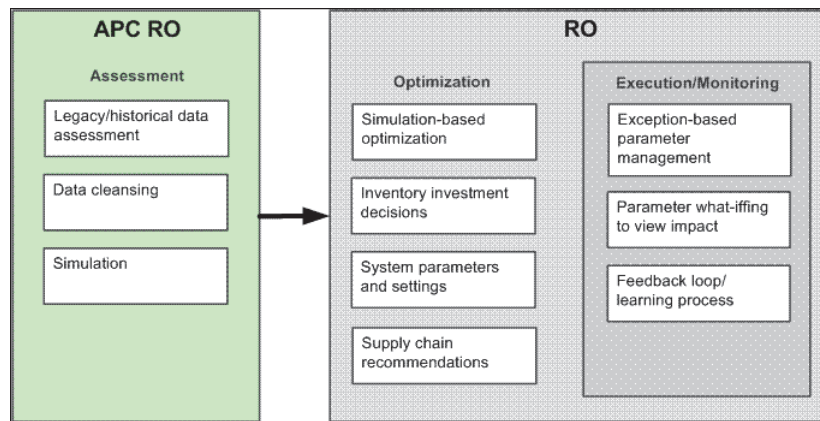 APC RO
Assessment
Legacy/historical data
assessment
Data cleansing
Simulation
RO
Optimization
Simulation-based
optimization
Inventory investment
decisions
System parameters
and settings
Supply chain
recommendations
Execution/Monitoring
Exception-based
parameter
management
Parameter what-iffing
to view impact
Feedback loop/
learning process